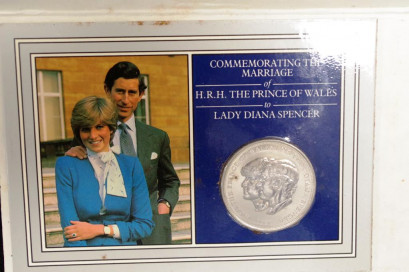 COMMEMORATING THE
MARRIAGE
of
H.R.H. THE PRINCE OF WALES
to
LADY DIANA SPENCER